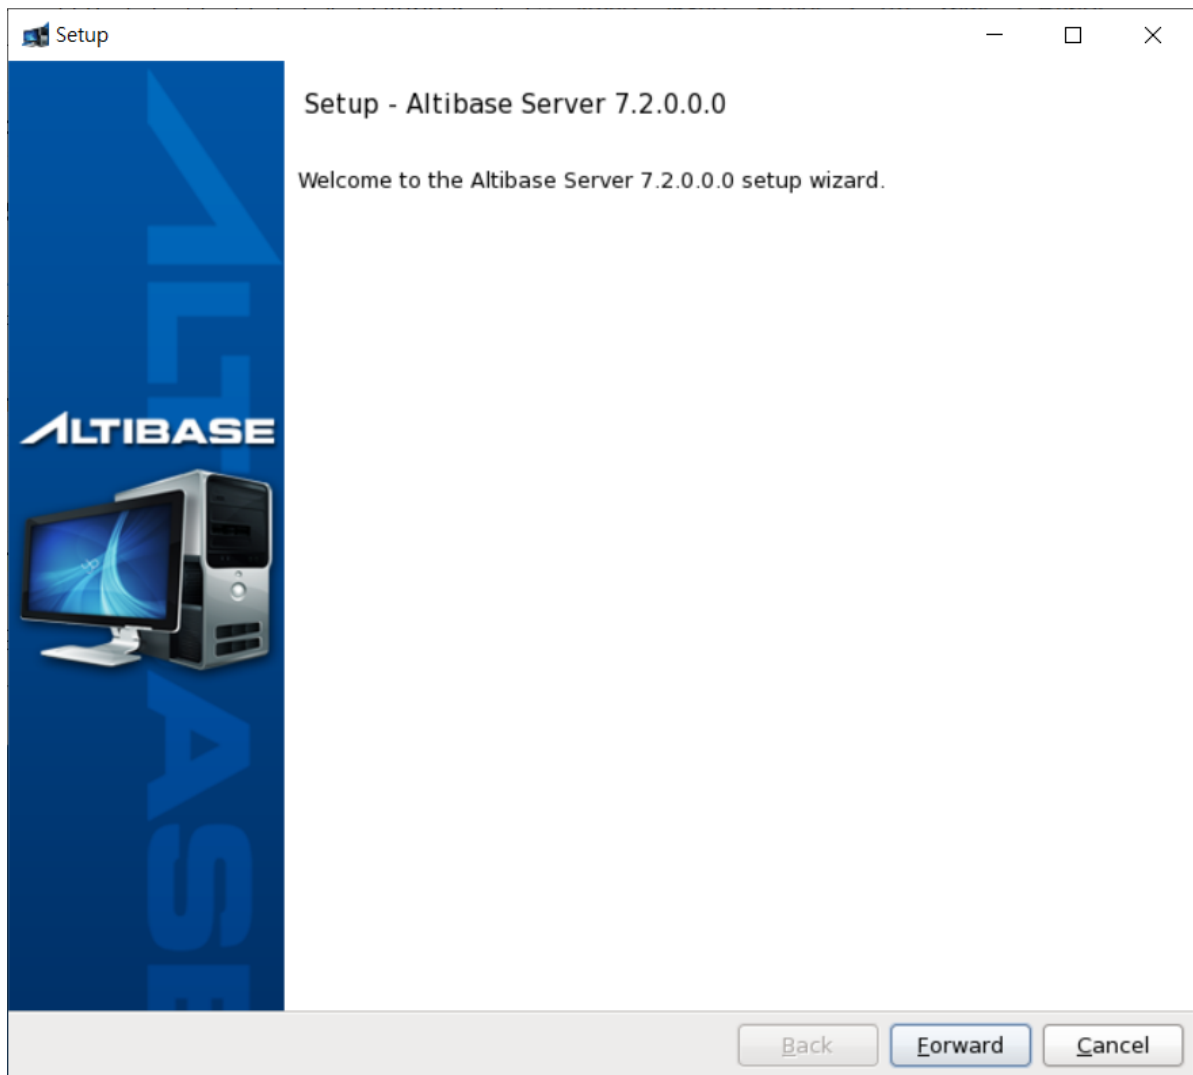 Setup
Setup - Altibase Server 7.2.0.0.0
Welcome to the Altibase Server 7.2.0.0.0 setup wizard.
ALTIBASE
ALTIBASE
Back
Forward
Cancel